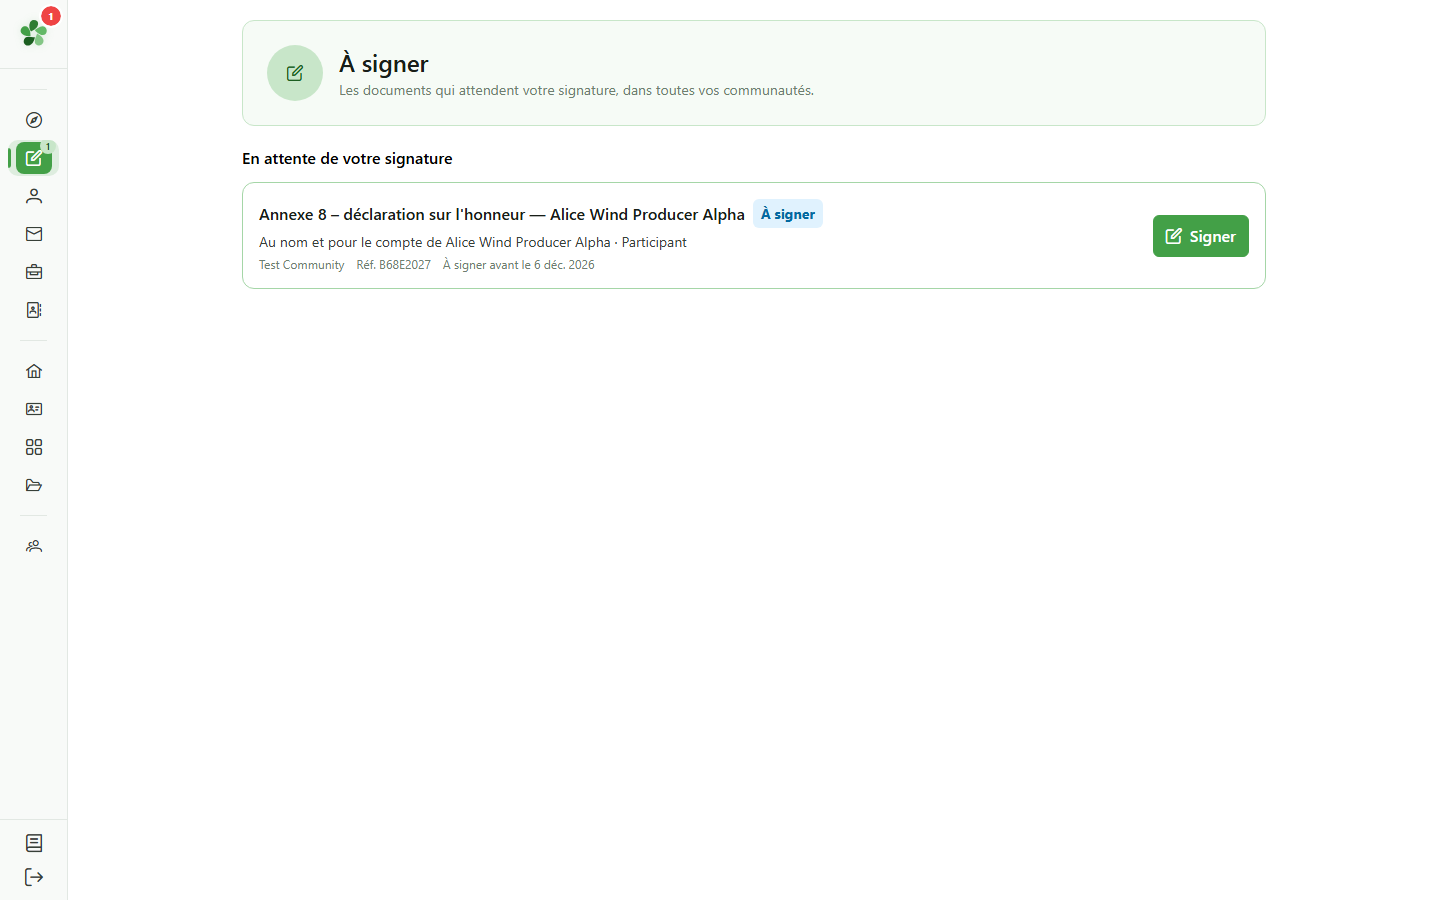 1
À signer
Les documents qui attendent votre signature, dans toutes vos communautés.
1
En attente de votre signature
Annexe 8 – déclaration sur l'honneur — Alice Wind Producer Alpha À signer
Au nom et pour le compte de Alice Wind Producer Alpha · Participant
Test Community Réf. B68E2027 À signer avant le 6 déc. 2026
Signer